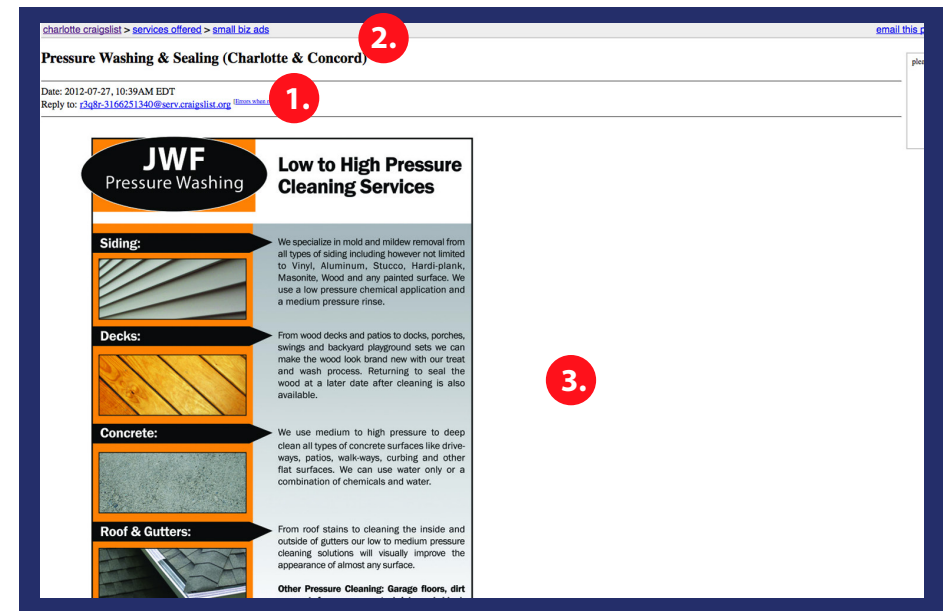 charlotte craigslist > services offered > small biz ads
email this
2.
Pressure Washing & Sealing (Charlotte & Concord)
Date: 2012-07-27, 10:39AM EDT
Reply to: r3q8r-3166251340@serv.craigslist.org [Errors when
1.
JWF
Pressure Washing
Low to High Pressure
Cleaning Services
Siding:
We specialize in mold and mildew removal from
all types of siding including however not limited
to Vinyl, Aluminum, Stucco, Hardi-plank,
Masonite, Wood and any painted surface. We
use a low pressure chemical application and
a medium pressure rinse.
Decks:
From wood decks and patios to docks, porches,
swings and backyard playground sets we can
make the wood look brand new with our treat
and wash process. Returning to seal the
wood at a later date after cleaning is also
available.
3.
Concrete:
We use medium to high pressure to deep
clean all types of concrete surfaces like drive-
ways, patios, walk-ways, curbing and other
flat surfaces. We can use water only or a
combination of chemicals and water.
Roof & Gutters:
From roof stains to cleaning the inside and
outside of gutters our low to medium pressure
cleaning solutions will visually improve the
appearance of almost any surface.
Other Pressure Cleaning: Garage floors, dirt